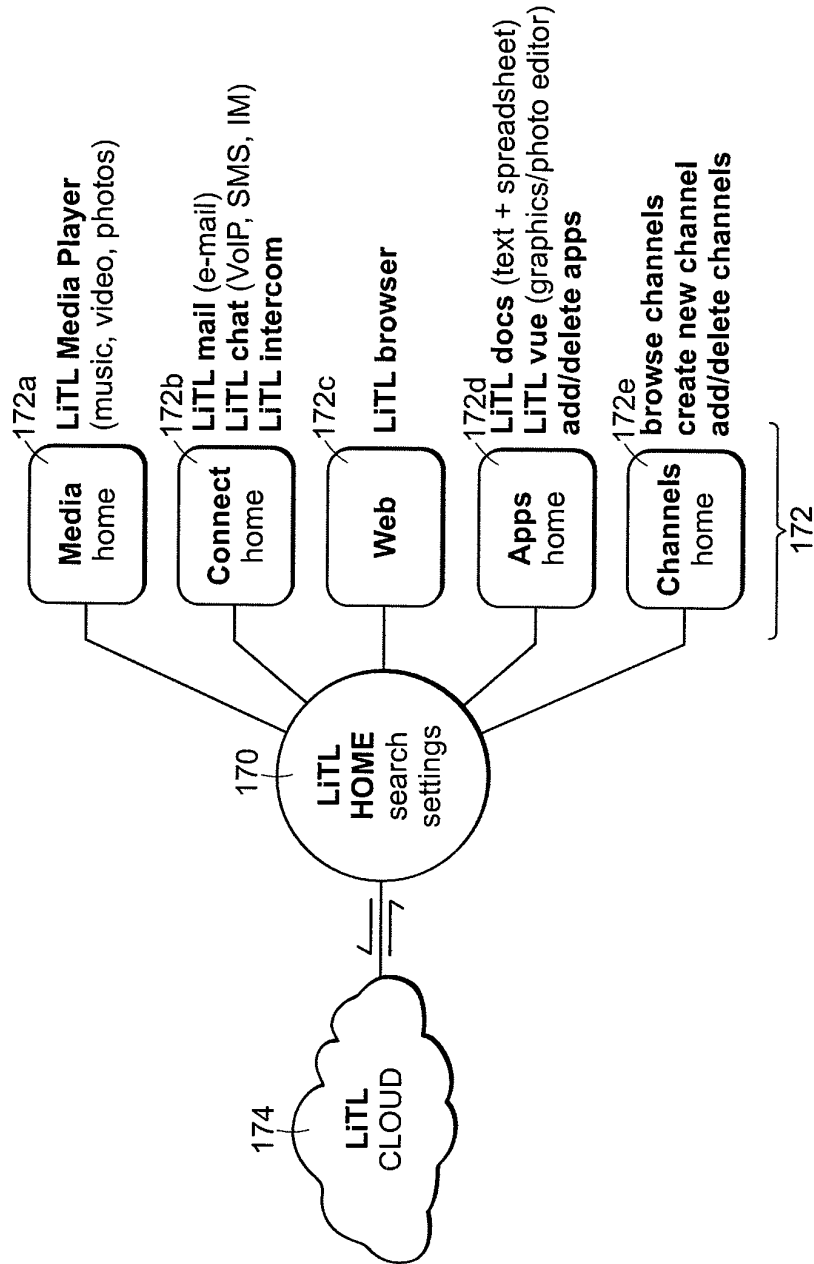 174
LiTL
CLOUD
170
LiTL
HOME
search
settings
172a
Media
home
LiTL Media Player
(music, video, photos)
172b
Connect
home
LiTL mail (e-mail)
LiTL chat (VoIP, SMS, IM)
LiTL intercom
172c
Web
LiTL browser
172d
Apps
home
LiTL docs (text + spreadsheet)
LiTL vue (graphics/photo editor)
add/delete apps
172e
Channels
home
browse channels
create new channel
add/delete channels
172